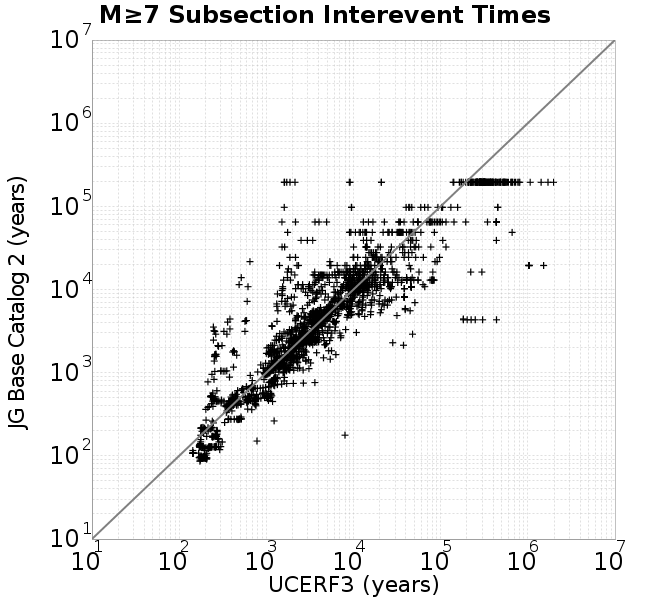 M≥7 Subsection Interevent Times
JG Base Catalog 2 (years)
10^7
10^6
10^5
10^4
10^3
10^2
10^1
10^1 10^2 10^3 10^4 10^5 10^6 10^7
UCERF3 (years)